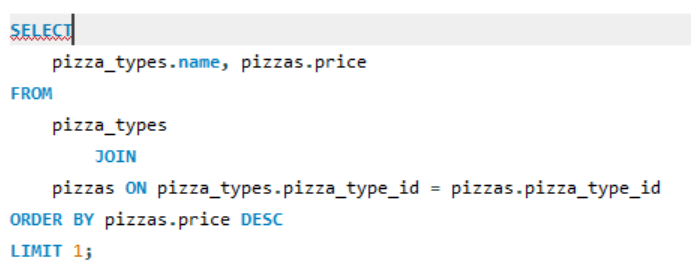 SELECT
pizza_types.name, pizzas.price
FROM
pizza_types
JOIN
pizzas ON pizza_types.pizza_type_id = pizzas.pizza_type_id
ORDER BY pizzas.price DESC
LIMIT 1;